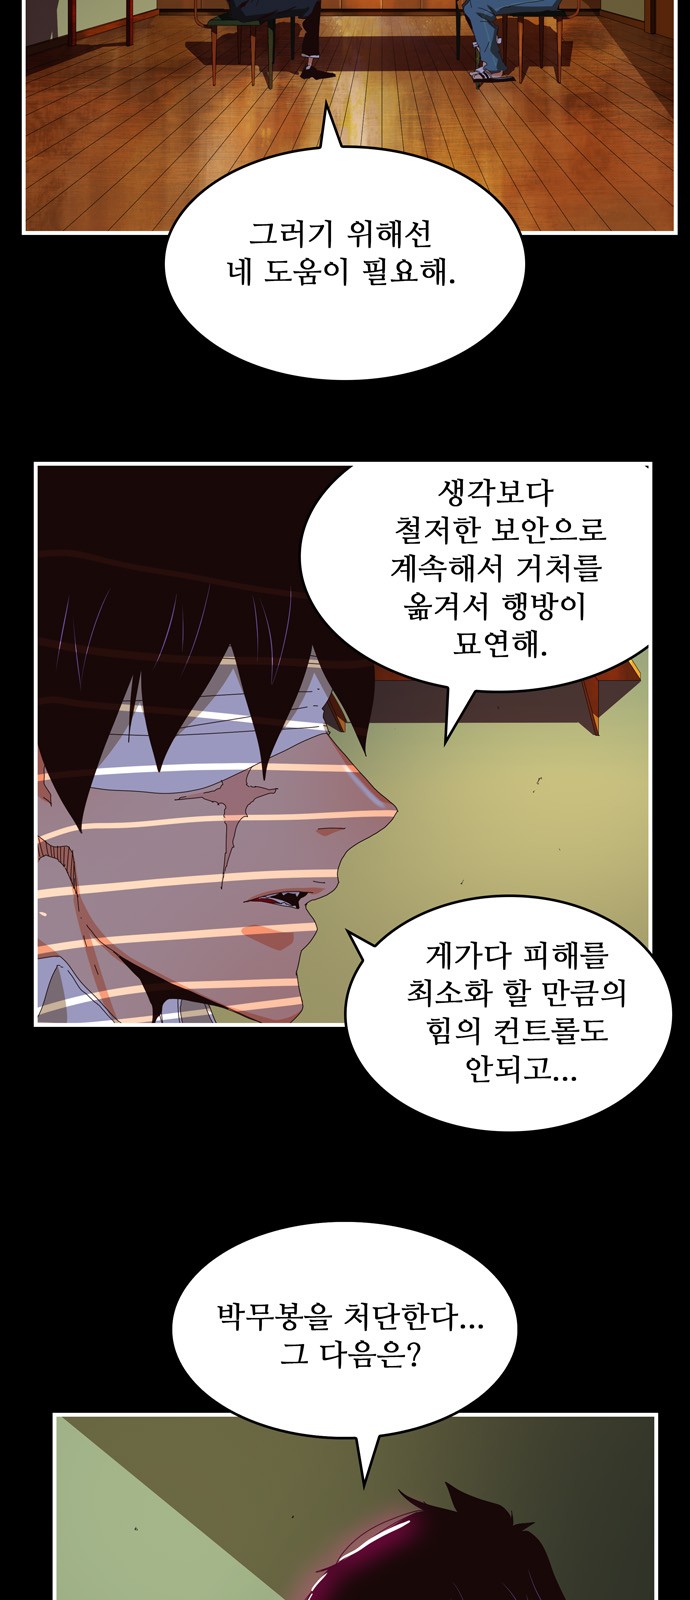 그러기 위해선
네 도움이 필요해.
생각보다
철저한 보안으로
계속해서 거처를
옮겨서 행방이
묘연해.
게가다 피해를
최소화 할 만큼의
힘의 컨트롤도
안되고...
박무봉을 처단한다...
그 다음은?